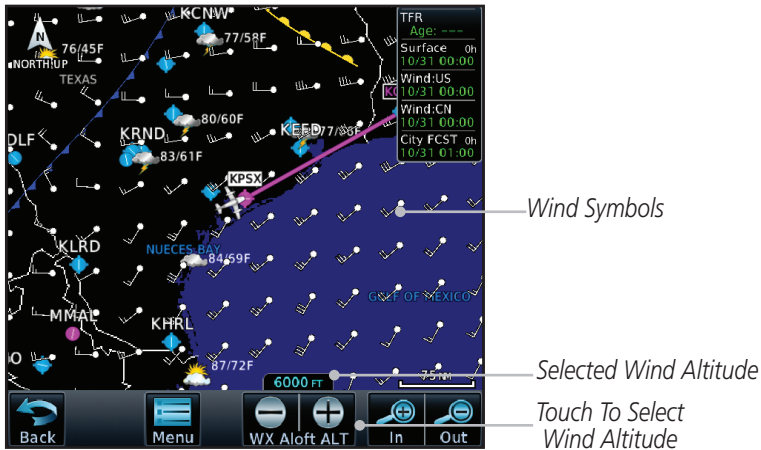 KCNW
TFR
Age: ---
N
NORTH UP
76/45F
77/58F
Surface 0h
10/31 00:00
TEXAS
Wind:US
10/31 00:00
Wind:CN
10/31 00:00
80/60F
KRND
KEFD
DLF
City FCST 0h
10/31 01:00
83/61F
KPSX
Wind Symbols
KLRD
NUECES BAY
84/69F
GULF OF MEXICO
MMAL
KHRL
87/72F
6000 FT
Selected Wind Altitude
Back
Menu
WX Aloft ALT
In
Out
Touch To Select
Wind Altitude